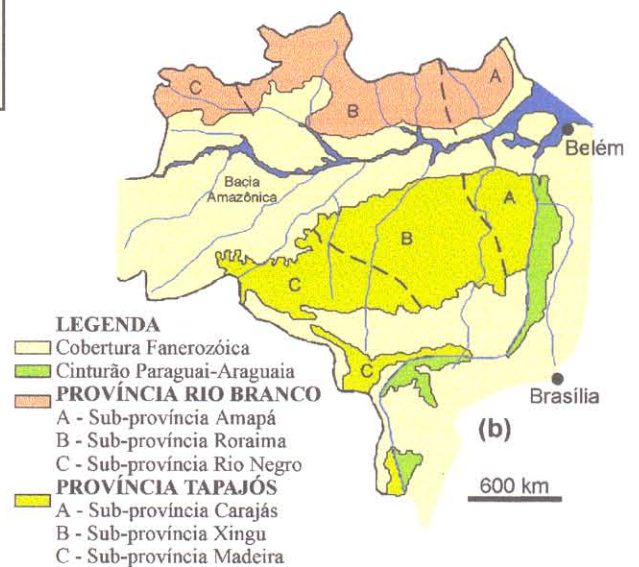 C
A
B
Belém
Bacia
Amazônica
A
B
C
LEGENDA
Cobertura Fanerozóica
Cinturão Paraguai-Araguaia
C
Brasília
PROVÍNCIA RIO BRANCO
(b)
A - Sub-província Amapá
B - Sub-província Roraima
C - Sub-província Rio Negro
600 km
PROVÍNCIA TAPAJÓS
A - Sub-província Carajás
B - Sub-província Xingu
C - Sub-província Madeira